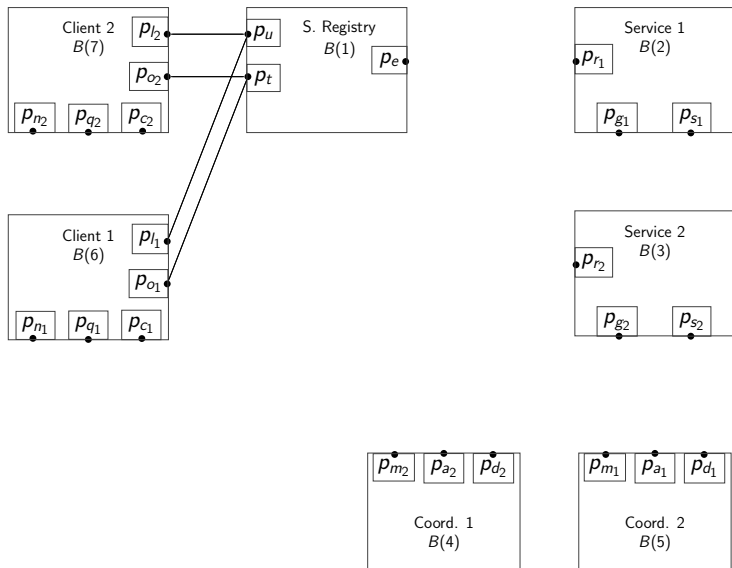 Client 2
B(7)
p_{l_2}
p_{o_2}
p_{n_2} p_{q_2} p_{c_2}
S. Registry
B(1)
p_u
p_t
p_e
Service 1
B(2)
p_{r_1}
p_{g_1} p_{s_1}
Client 1
B(6)
p_{l_1}
p_{o_1}
p_{n_1} p_{q_1} p_{c_1}
Service 2
B(3)
p_{r_2}
p_{g_2} p_{s_2}
p_{m_2} p_{a_2} p_{d_2}
Coord. 1
B(4)
p_{m_1} p_{a_1} p_{d_1}
Coord. 2
B(5)